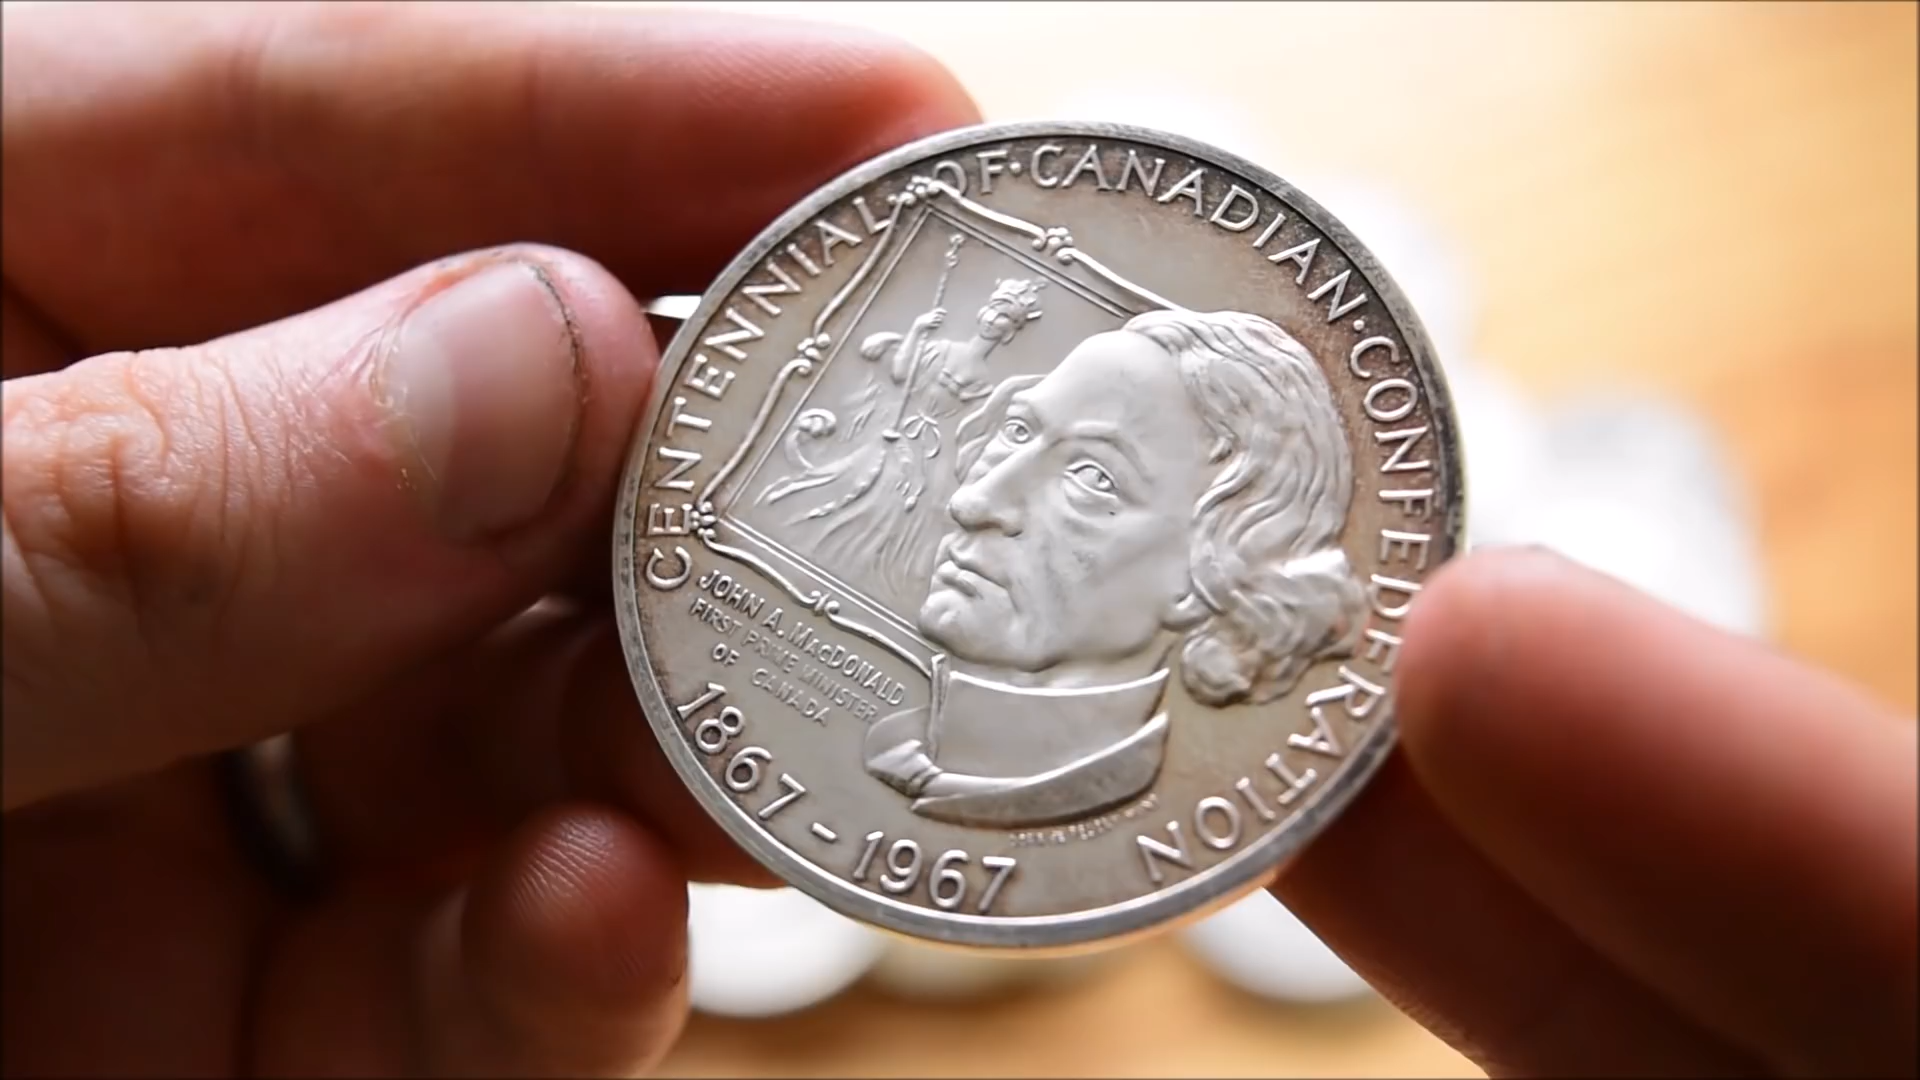 CENTENNIAL OF·CANADIAN·CONFEDERATION
JOHN A. MACDONALD
FIRST PRIME MINISTER
OF CANADA
1867-1967